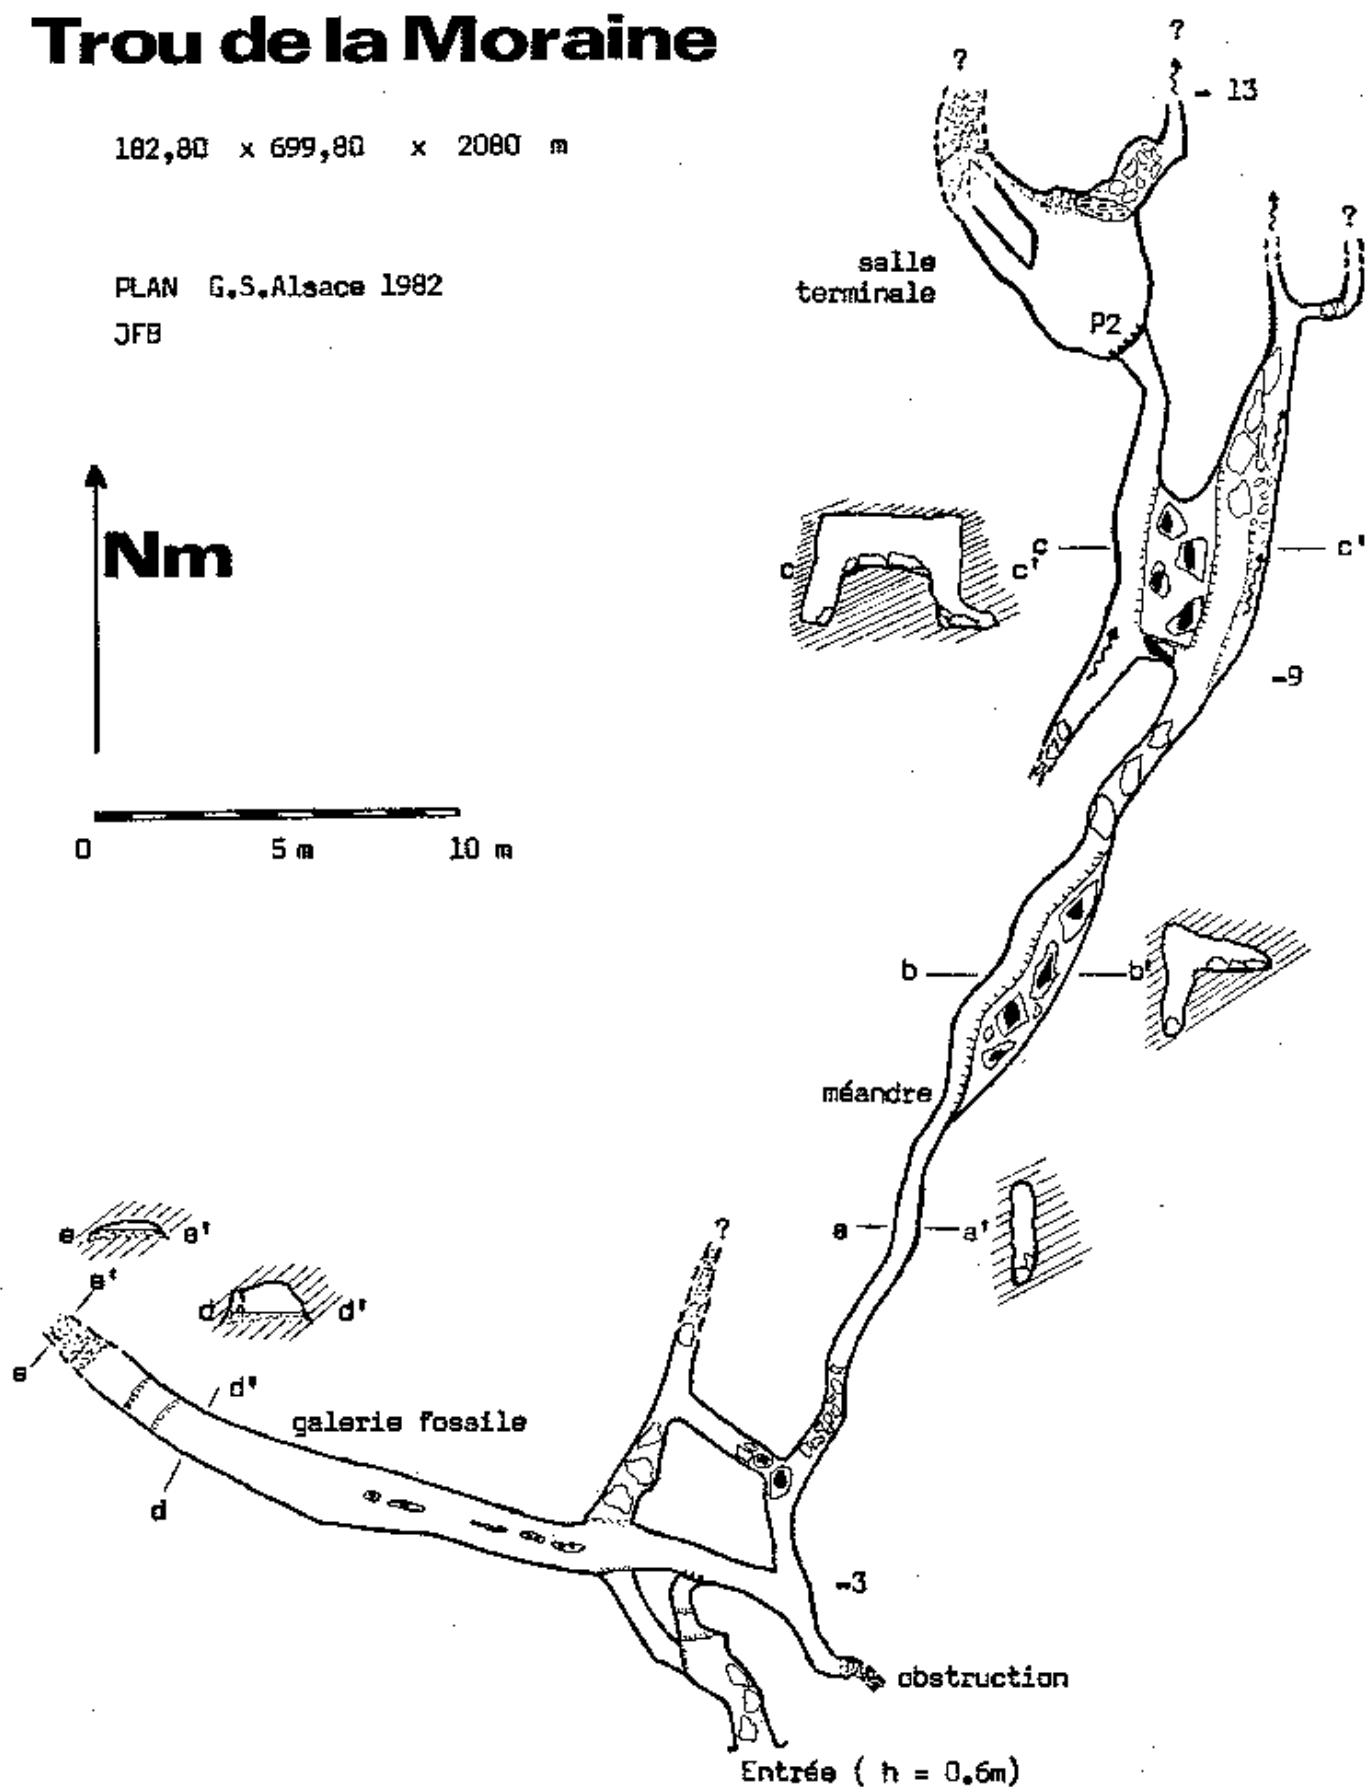 Trou de la Moraine
?
?
- 13
182,80 x 699,80 x 2080 m
?
salle
terminale
PLAN G.S.Alsace 1982
JFB
P2
Nm
c
c'
c
c'
-9
0
5 m
10 m
b
b'
méandre
a
a'
?
e
e'
e'
d
d'
e
d'
galerie fossile
d
-3
obstruction
Entrée ( h = 0.6m)